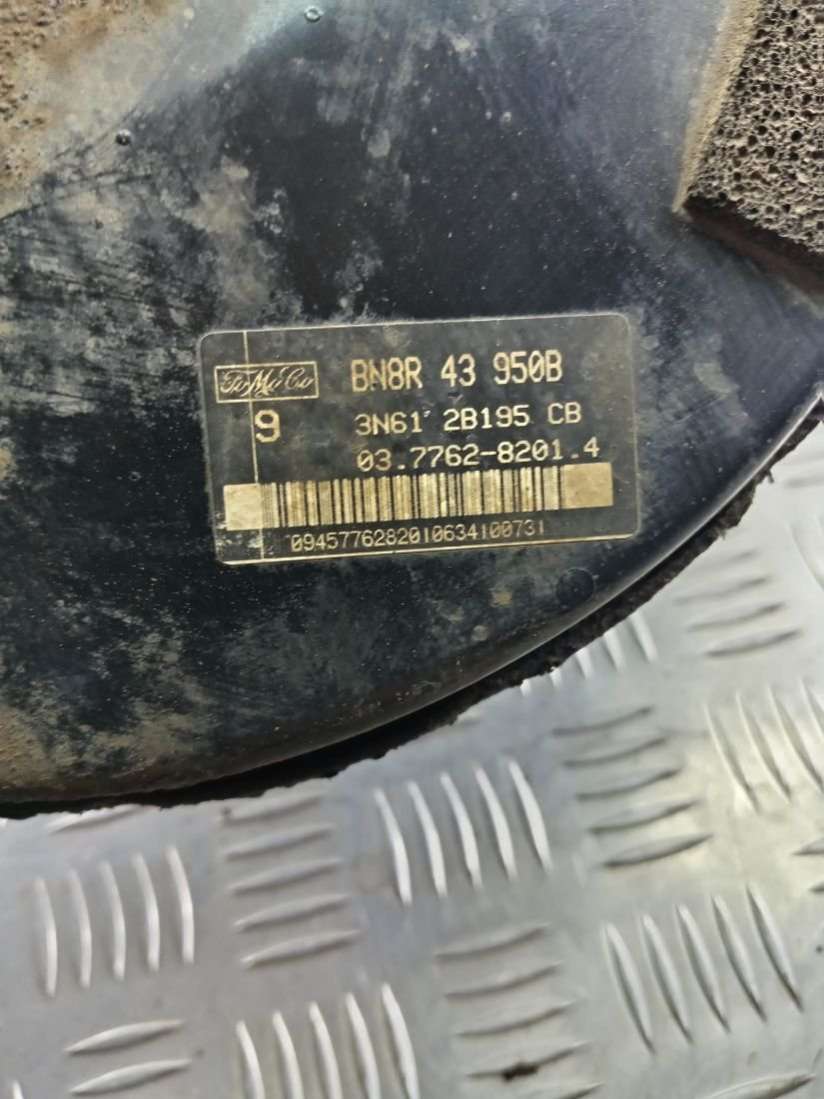 FoMoCo BN8R 43 950B
9 3N61 2B195 CB
03.7762-8201.4
0945776282010634100731